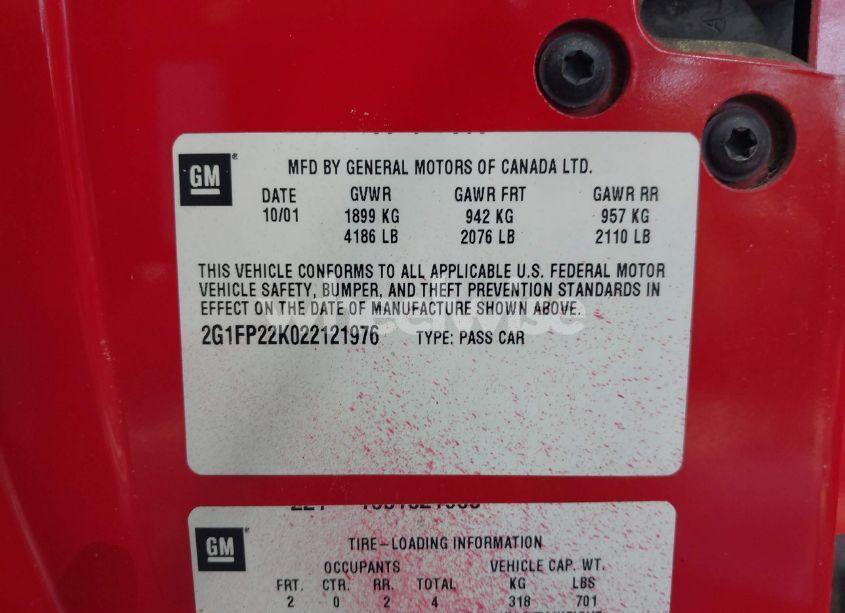 GM
MFD BY GENERAL MOTORS OF CANADA LTD.
DATE GVWR GAWR FRT GAWR RR
10/01 1899 KG 942 KG 957 KG
4186 LB 2076 LB 2110 LB
THIS VEHICLE CONFORMS TO ALL APPLICABLE U.S. FEDERAL MOTOR
VEHICLE SAFETY, BUMPER, AND THEFT PREVENTION STANDARDS IN
EFFECT ON THE DATE OF MANUFACTURE SHOWN ABOVE.
2G1FP22K022121976 TYPE: PASS CAR
GM
TIRE-LOADING INFORMATION
OCCUPANTS VEHICLE CAP. WT.
FRT. CTR. RR. TOTAL KG LBS
2 0 2 4 318 701